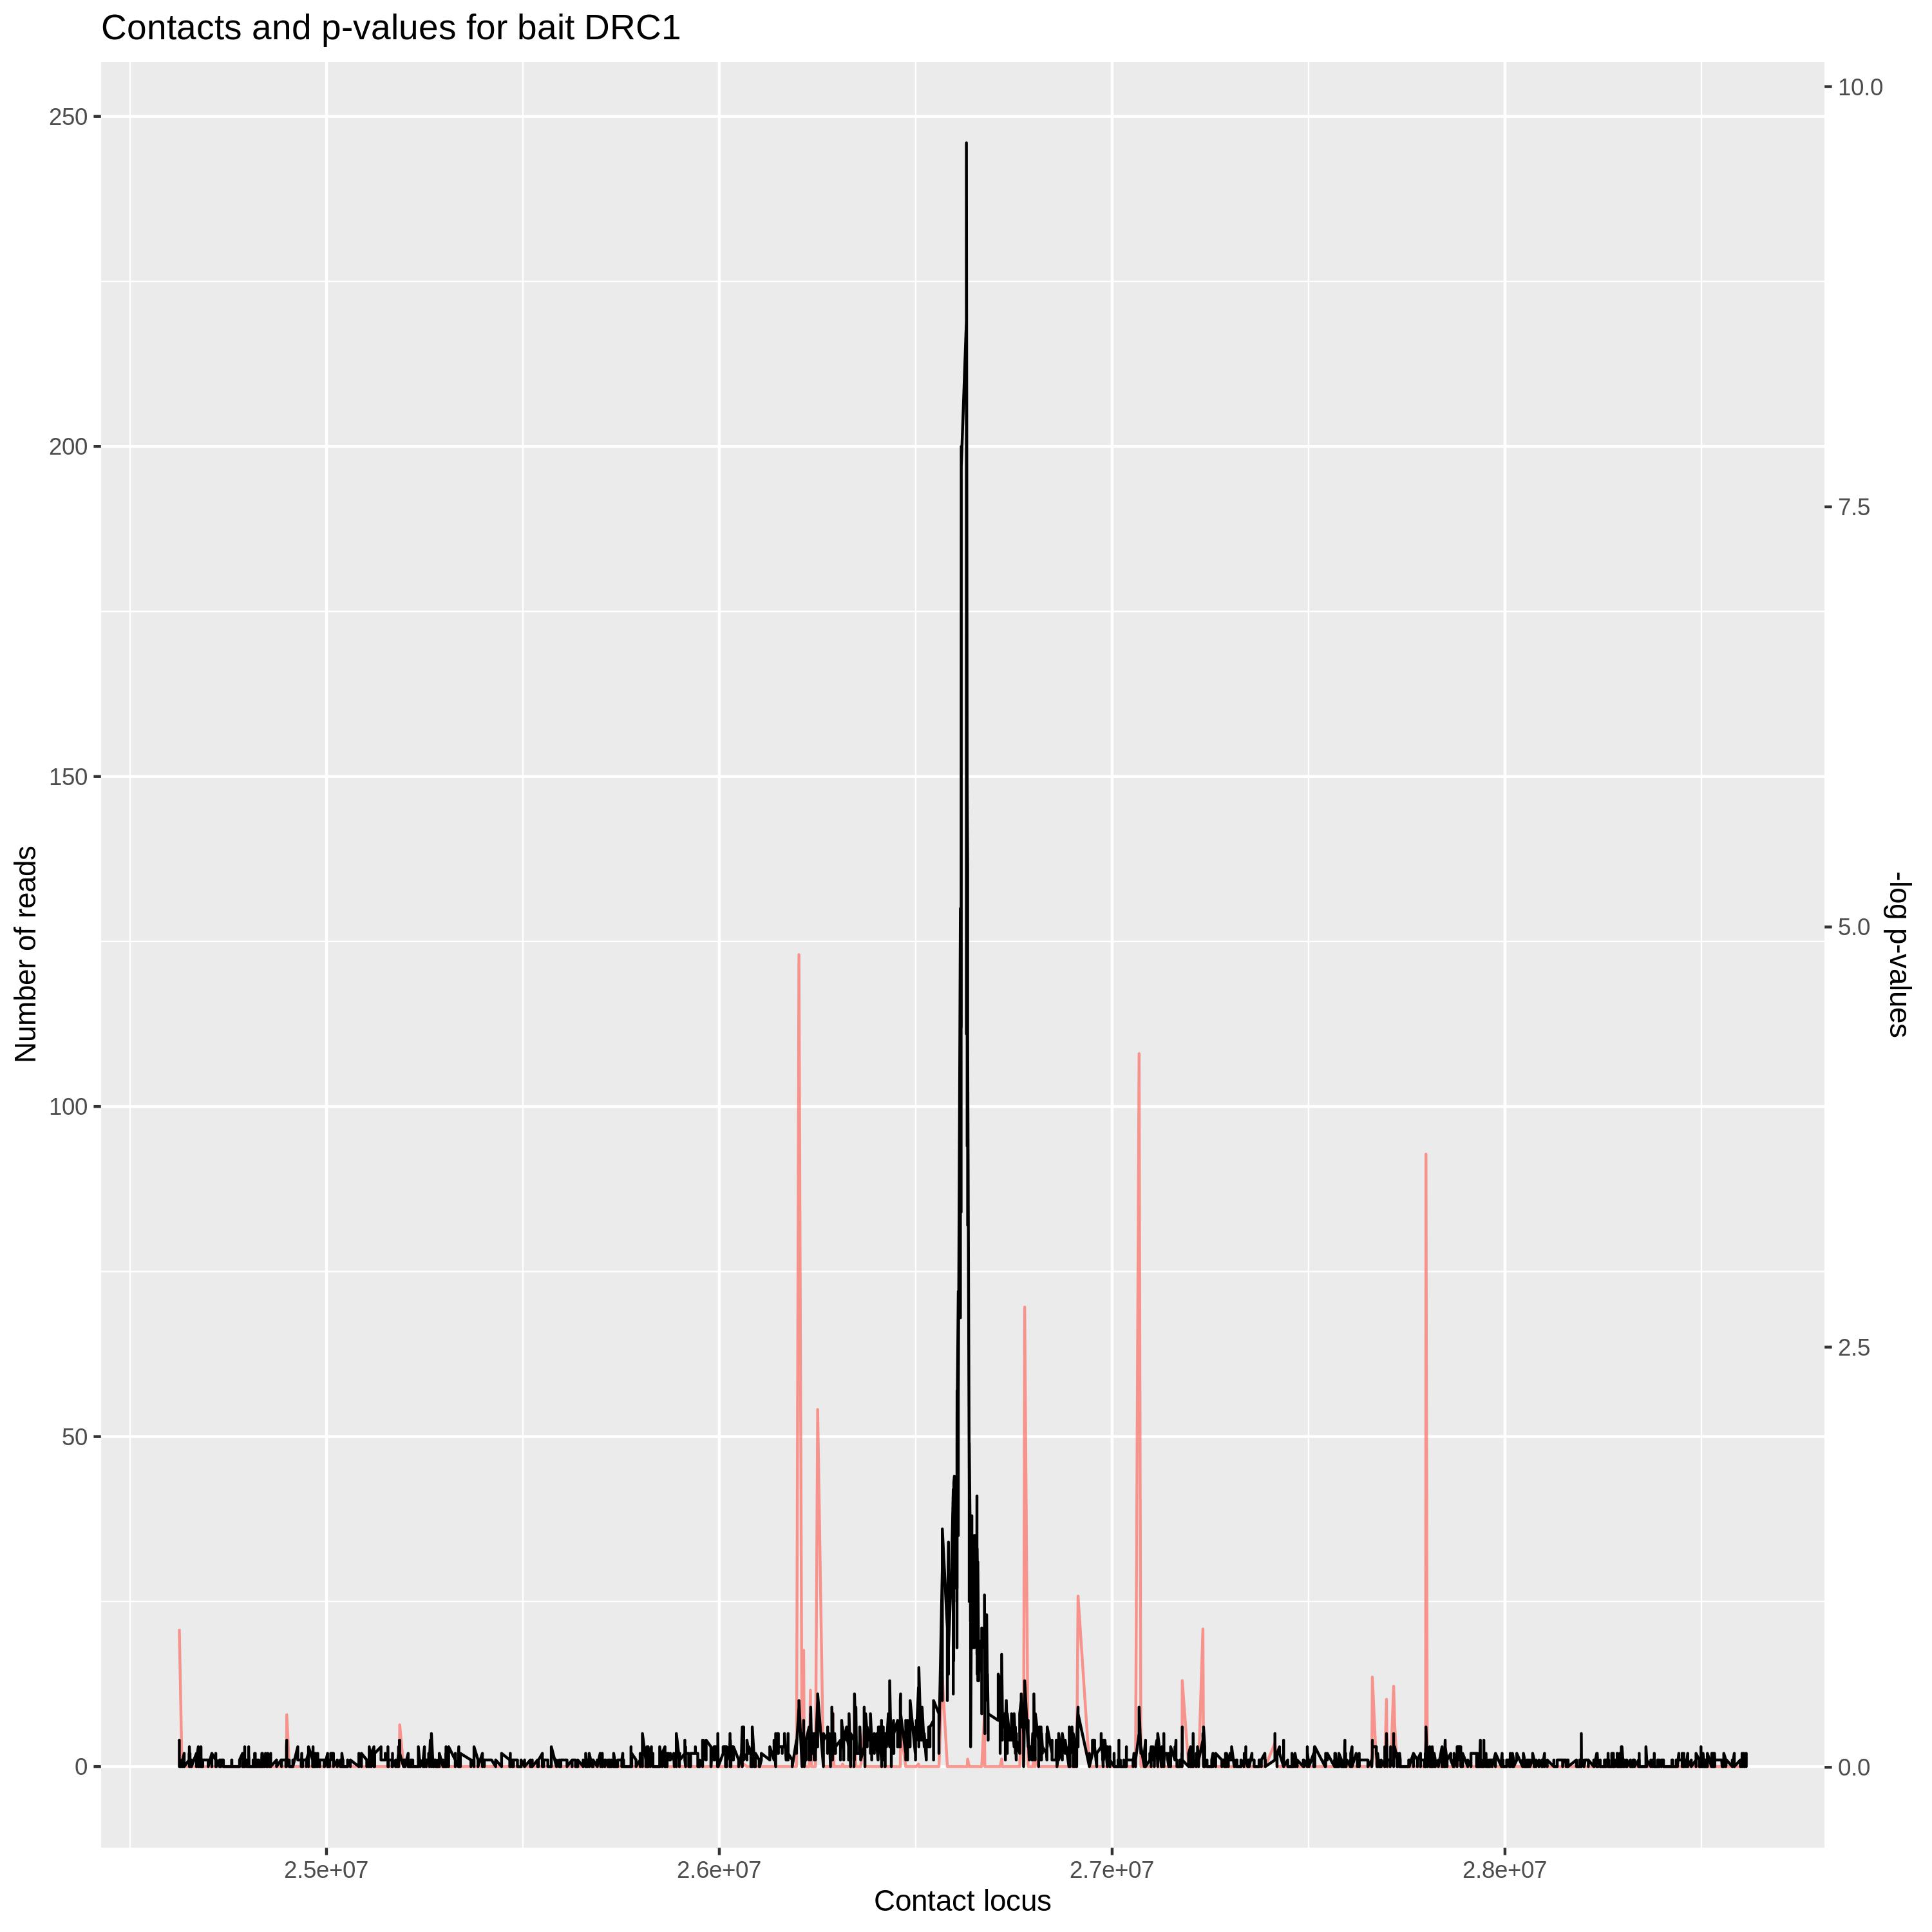 Contacts and p-values for bait DRC1
250
200
150
100
50
0
Number of reads
10.0
7.5
5.0
2.5
0.0
-log p-values
2.5e+07
2.6e+07
2.7e+07
2.8e+07
Contact locus